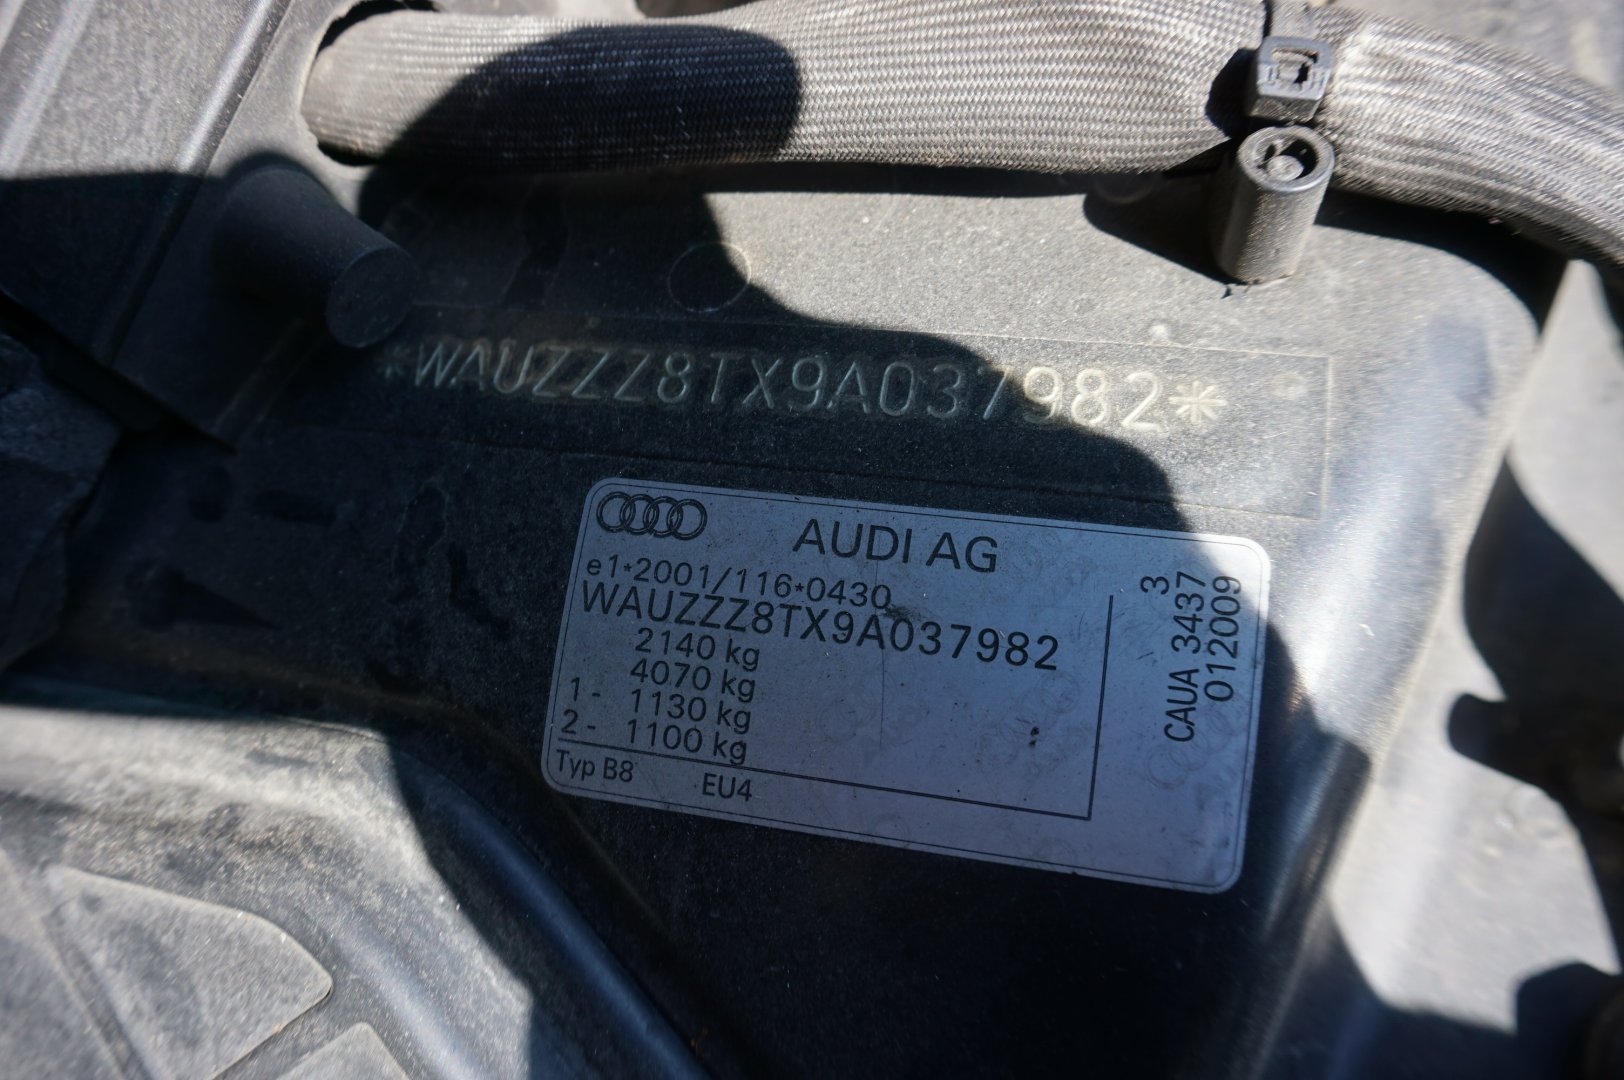 *WAUZZZ8TX9A037982*
AUDI AG
e1*2001/116*0430
WAUZZZ8TX9A037982
2140 kg
4070 kg
1- 1130 kg
2- 1100 kg
Typ B8 EU4
3
CAUA 3437
012009